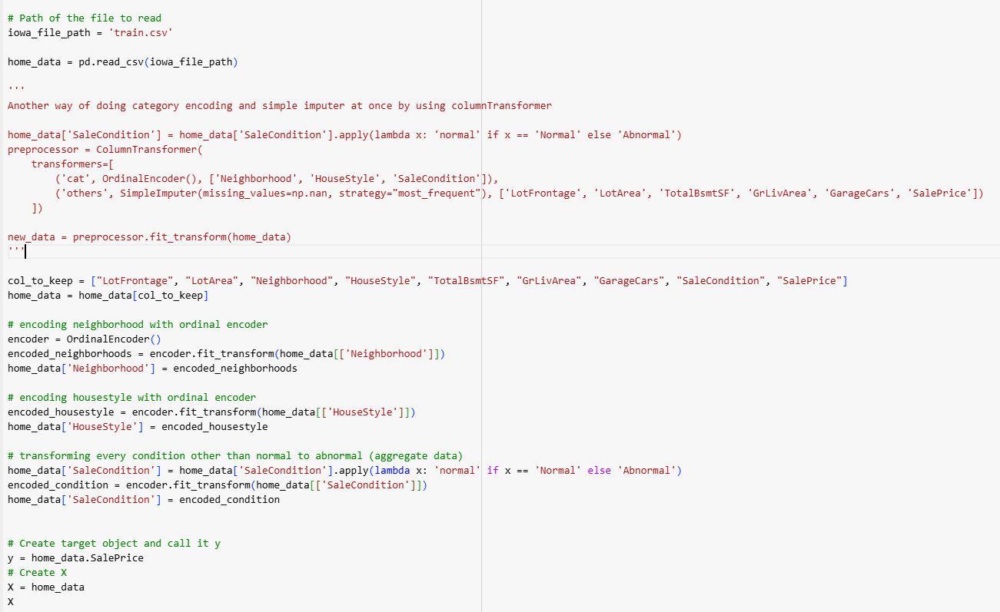 # Path of the file to read
iowa_file_path = 'train.csv'
home_data = pd.read_csv(iowa_file_path)
'''
Another way of doing category encoding and simple imputer at once by using columnTransformer
home_data['SaleCondition'] = home_data['SaleCondition'].apply(lambda x: 'normal' if x == 'Normal' else 'Abnormal')
preprocessor = ColumnTransformer(
    transformers=[
        ('cat', OrdinalEncoder(), ['Neighborhood', 'HouseStyle', 'SaleCondition']),
        ('others', SimpleImputer(missing_values=np.nan, strategy="most_frequent"), ['LotFrontage', 'LotArea', 'TotalBsmtSF', 'GrLivArea', 'GarageCars', 'SalePrice'])
    ])
new_data = preprocessor.fit_transform(home_data)
'''
col_to_keep = ["LotFrontage", "LotArea", "Neighborhood", "HouseStyle", "TotalBsmtSF", "GrLivArea", "GarageCars", "SaleCondition", "SalePrice"]
home_data = home_data[col_to_keep]
# encoding neighborhood with ordinal encoder
encoder = OrdinalEncoder()
encoded_neighborhoods = encoder.fit_transform(home_data[['Neighborhood']])
home_data['Neighborhood'] = encoded_neighborhoods
# encoding housestyle with ordinal encoder
encoded_housestyle = encoder.fit_transform(home_data[['HouseStyle']])
home_data['HouseStyle'] = encoded_housestyle
# transforming every condition other than normal to abnormal (aggregate data)
home_data['SaleCondition'] = home_data['SaleCondition'].apply(lambda x: 'normal' if x == 'Normal' else 'Abnormal')
encoded_condition = encoder.fit_transform(home_data[['SaleCondition']])
home_data['SaleCondition'] = encoded_condition
# Create target object and call it y
y = home_data.SalePrice
# Create X
X = home_data
X